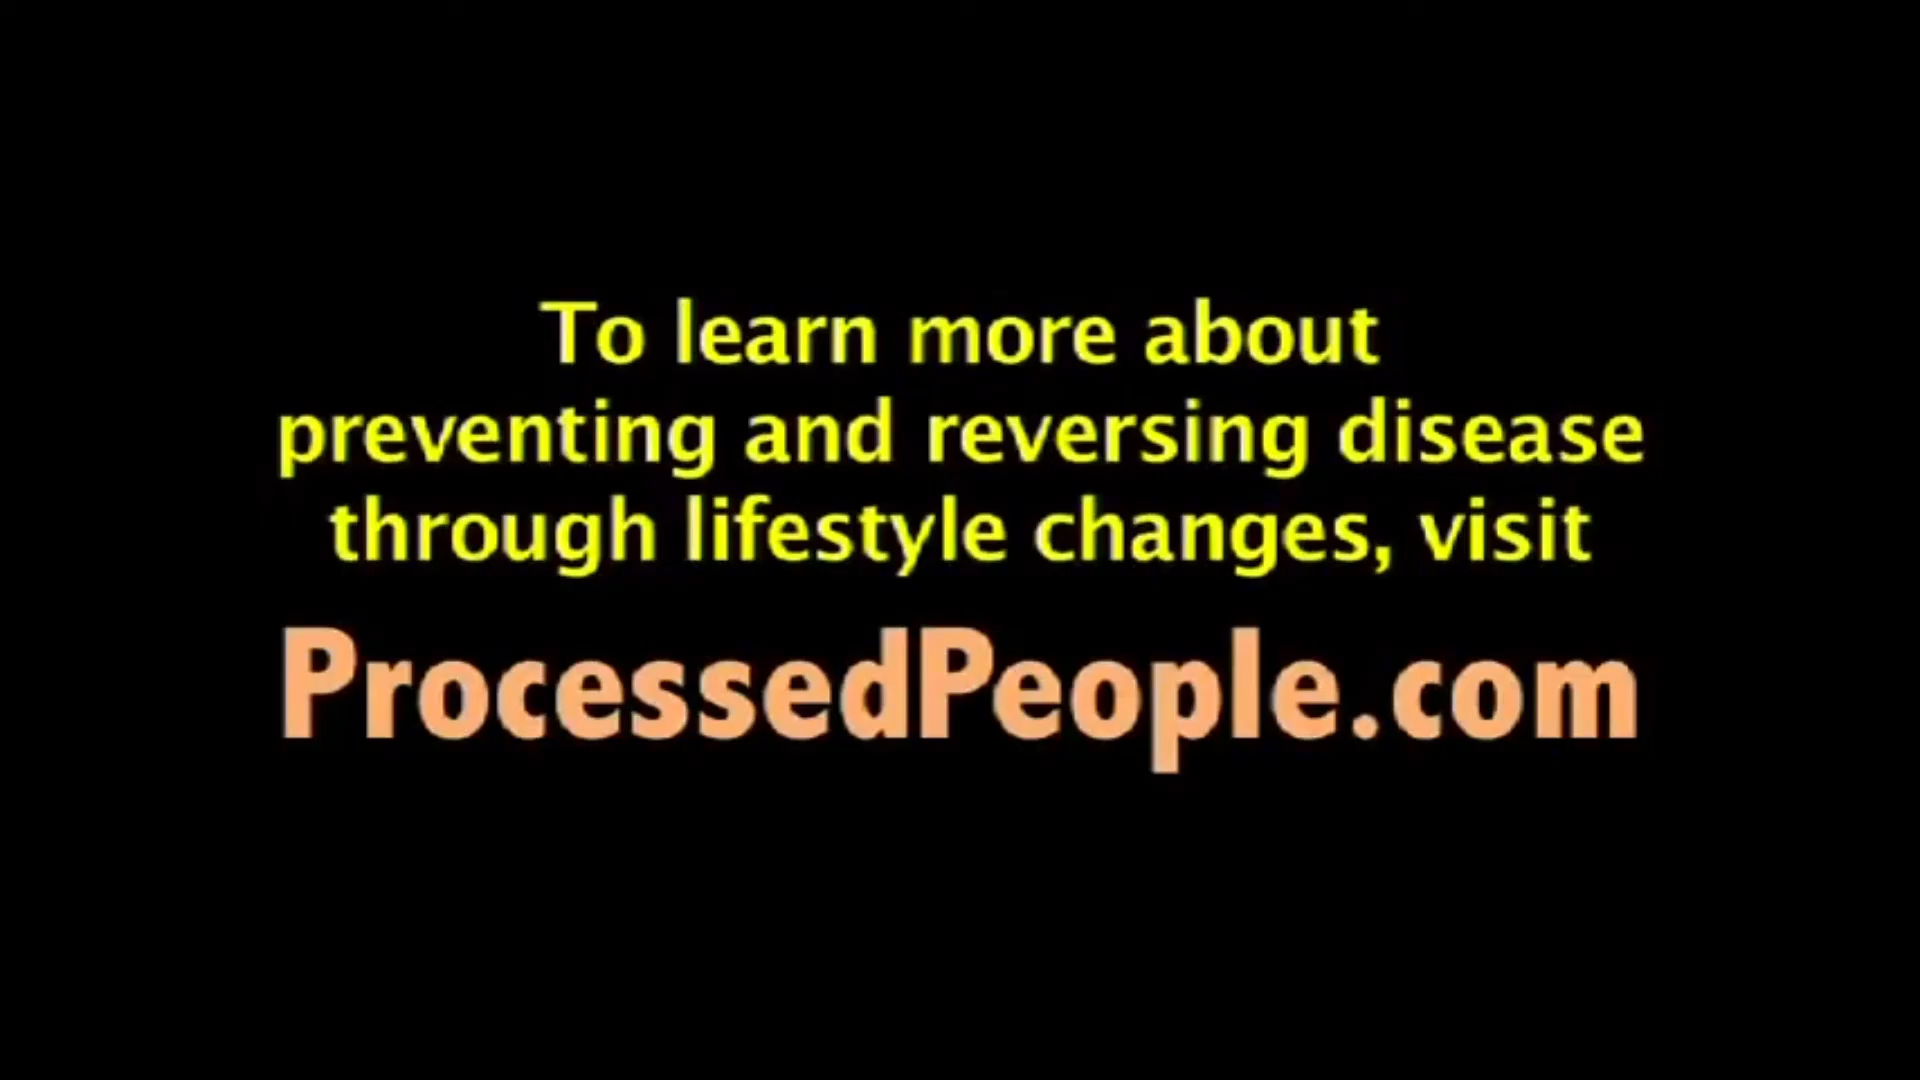 To learn more about
preventing and reversing disease
through lifestyle changes, visit
ProcessedPeople.com